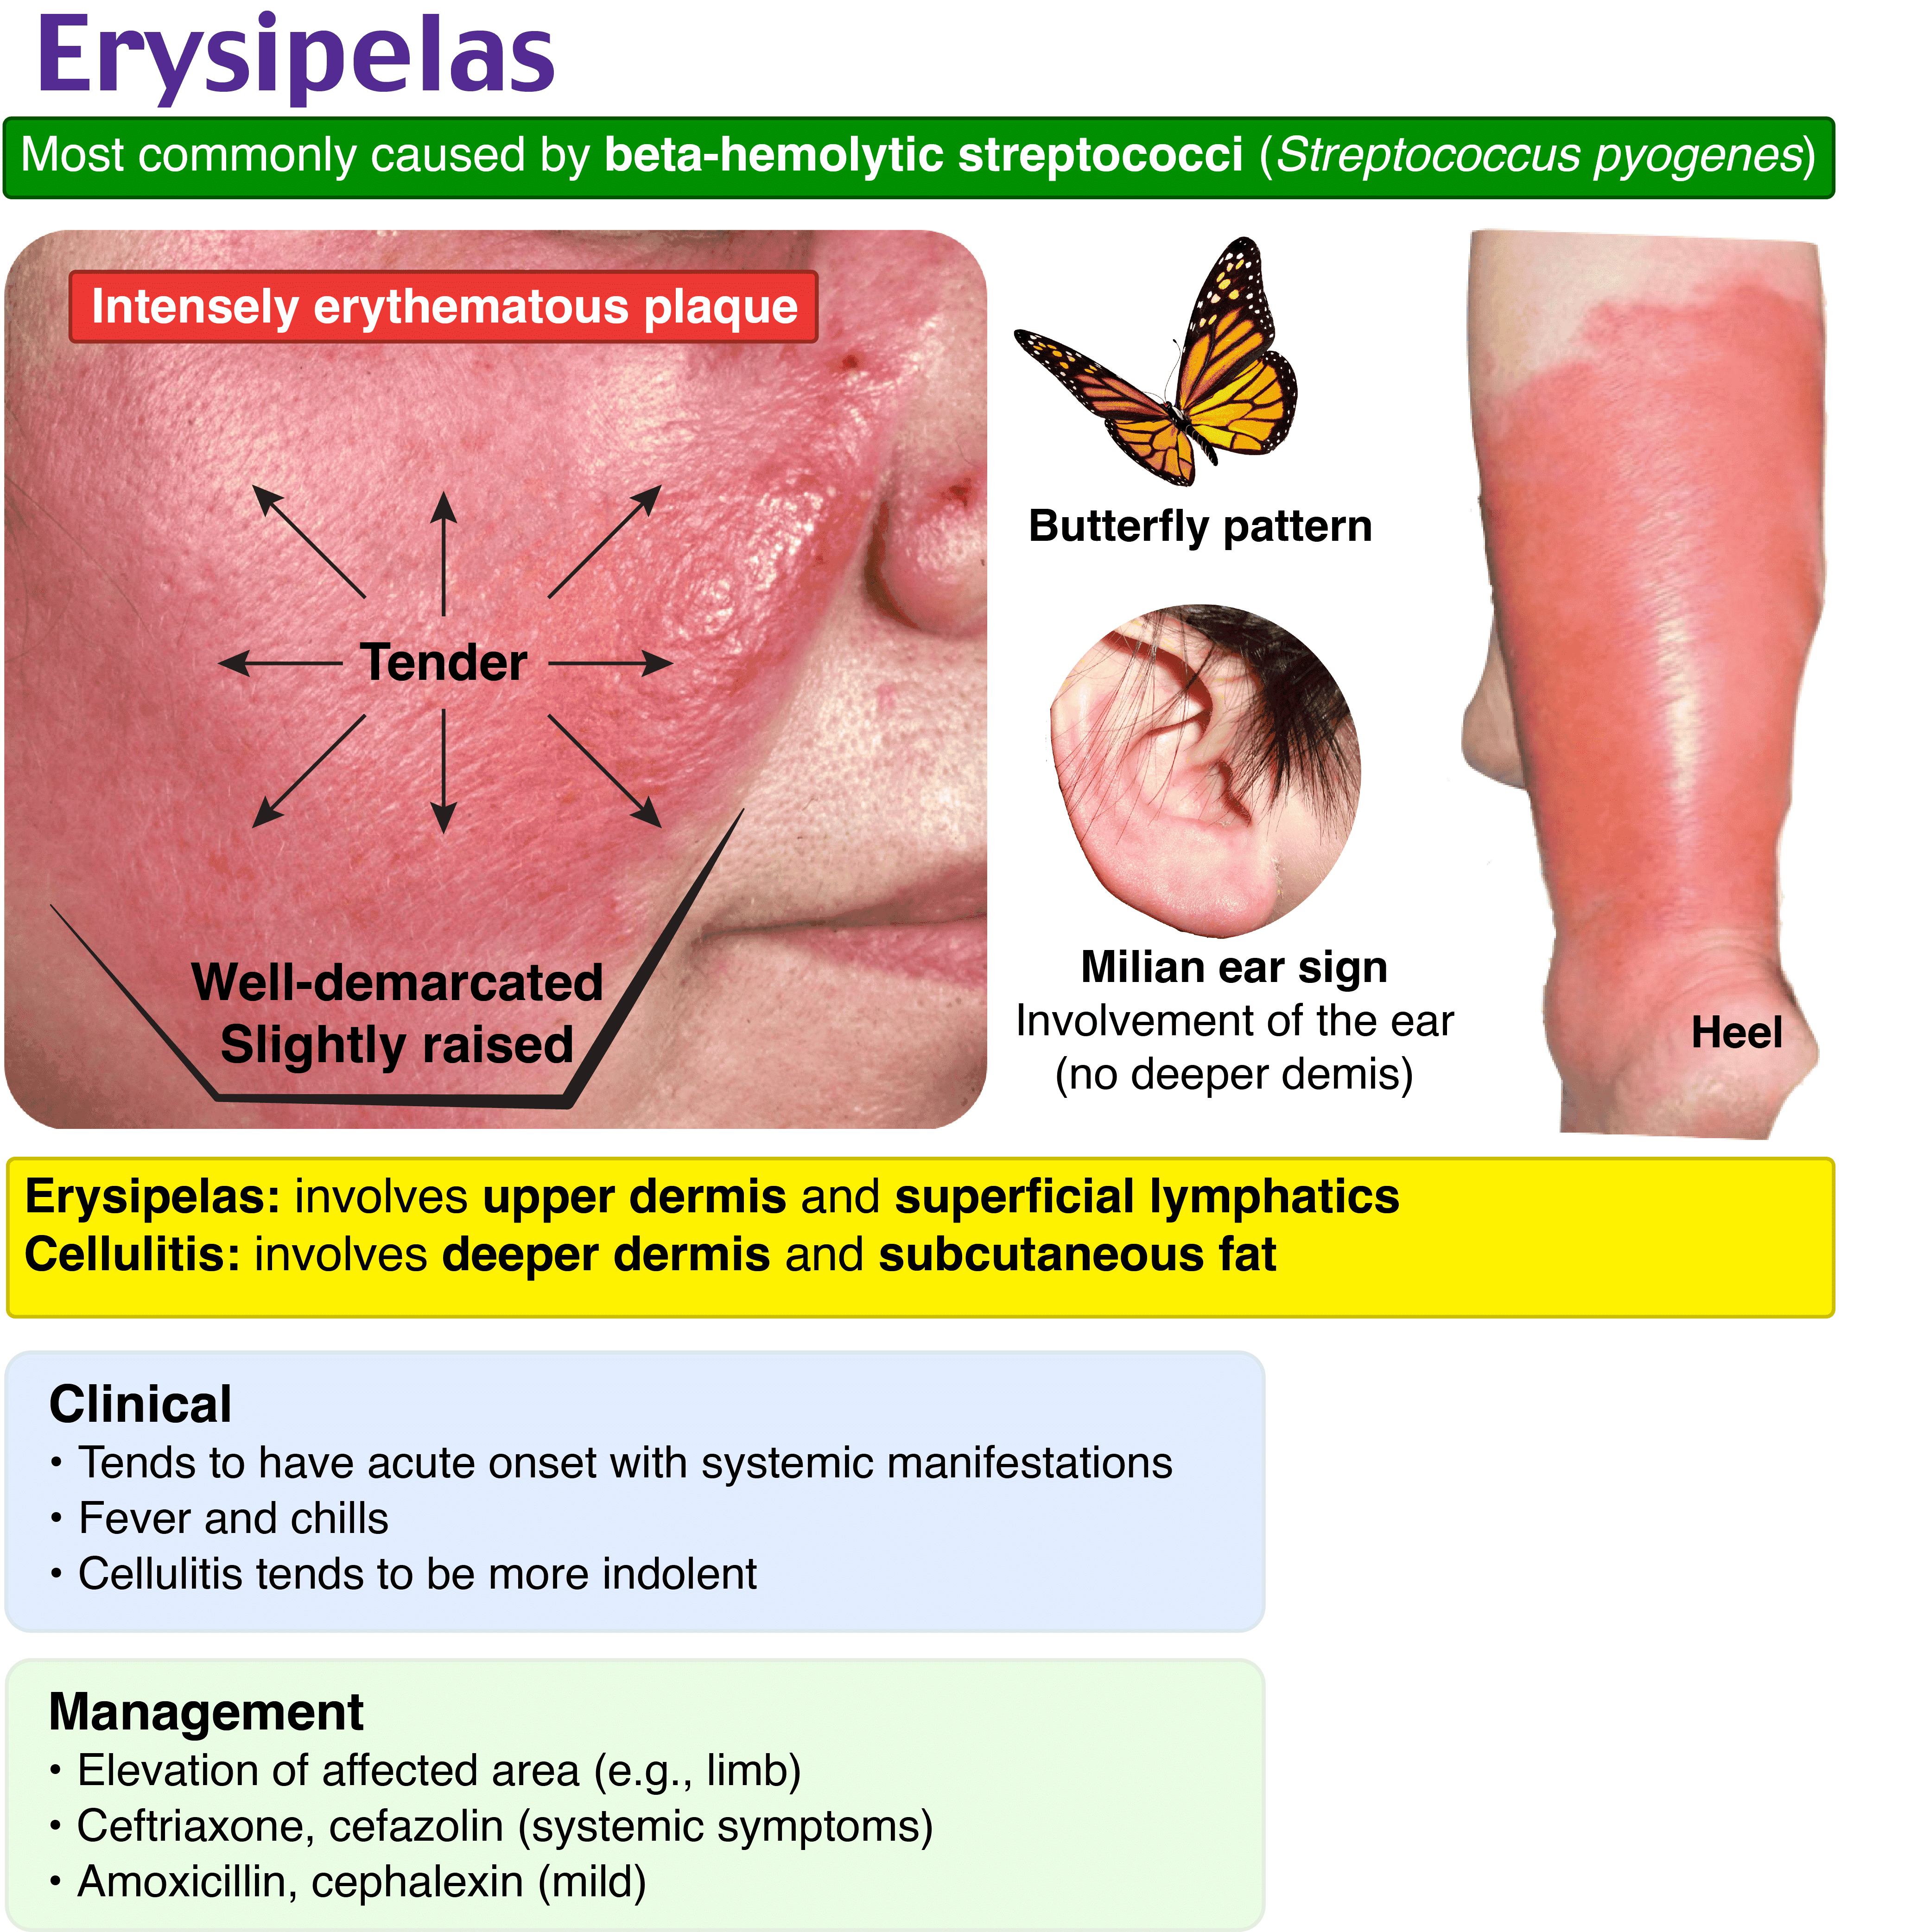 Erysipelas
Most commonly caused by beta-hemolytic streptococci (Streptococcus pyogenes)
Intensely erythematous plaque
Tender
Well-demarcated
Slightly raised
Butterfly pattern
Milian ear sign
Involvement of the ear
(no deeper demis)
Heel
Erysipelas: involves upper dermis and superficial lymphatics
Cellulitis: involves deeper dermis and subcutaneous fat
Clinical
• Tends to have acute onset with systemic manifestations
• Fever and chills
• Cellulitis tends to be more indolent
Management
• Elevation of affected area (e.g., limb)
• Ceftriaxone, cefazolin (systemic symptoms)
• Amoxicillin, cephalexin (mild)